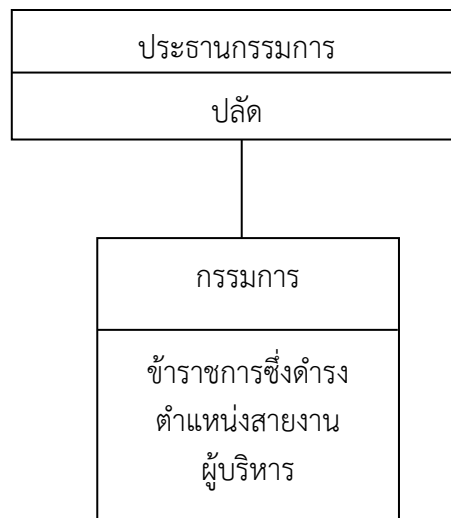 ประธานกรรมการ
ปลัด
กรรมการ
ข้าราชการซึ่งดำรง
ตำแหน่งสายงาน
ผู้บริหาร